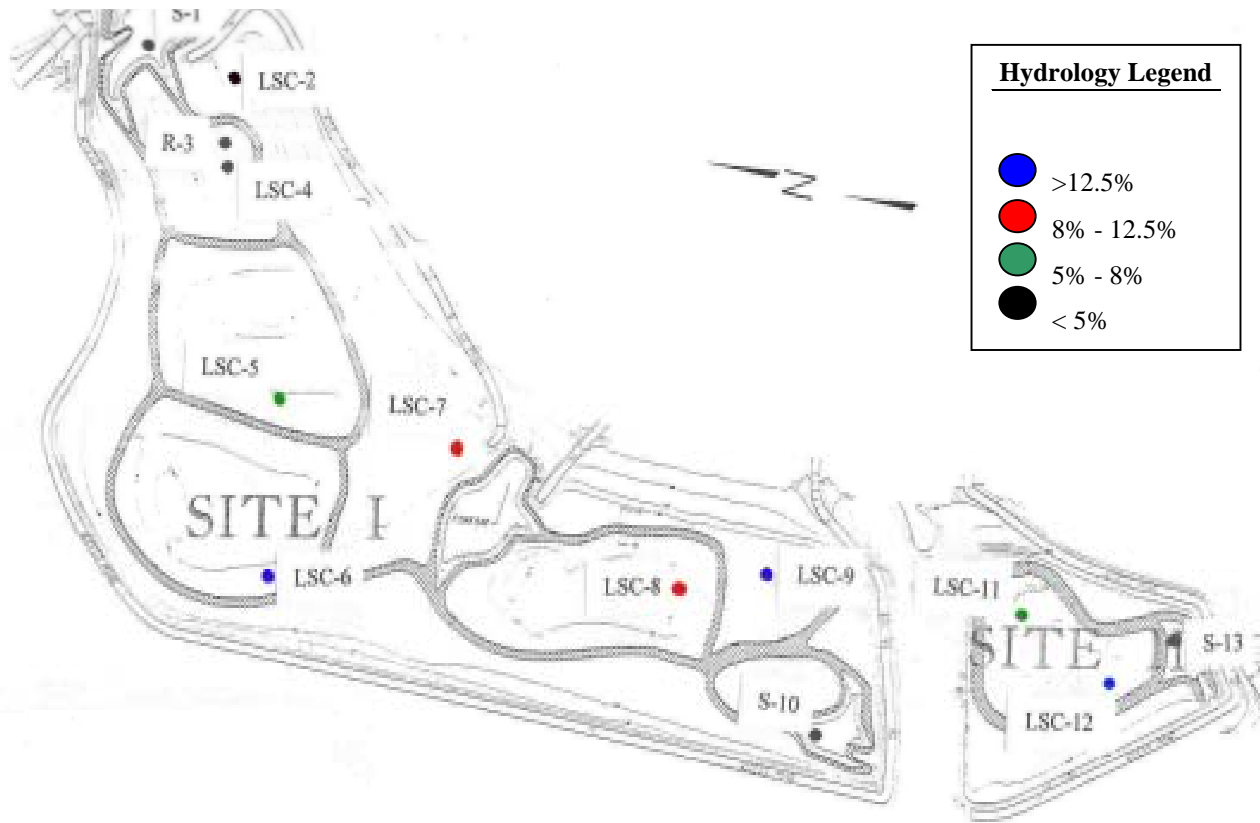 S-1
LSC-2
Hydrology Legend
R-3
LSC-4
N
>12.5%
8% - 12.5%
5% - 8%
< 5%
LSC-5
LSC-7
SITE I
LSC-6
LSC-8
LSC-9
LSC-11
SITE II
S-13
S-10
LSC-12